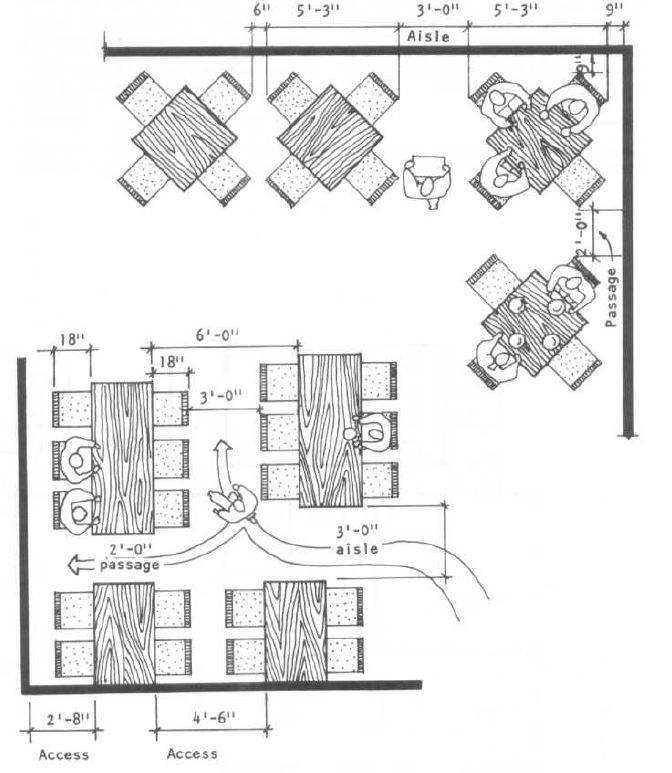 6" 5'-3" 3'-0" 5'-3" 9"
Aisle
9"
2'-0"
Passage
6'-0"
18"
18"
3'-0"
3'-0"
aisle
2'-0"
passage
2'-8" 4'-6"
Access Access